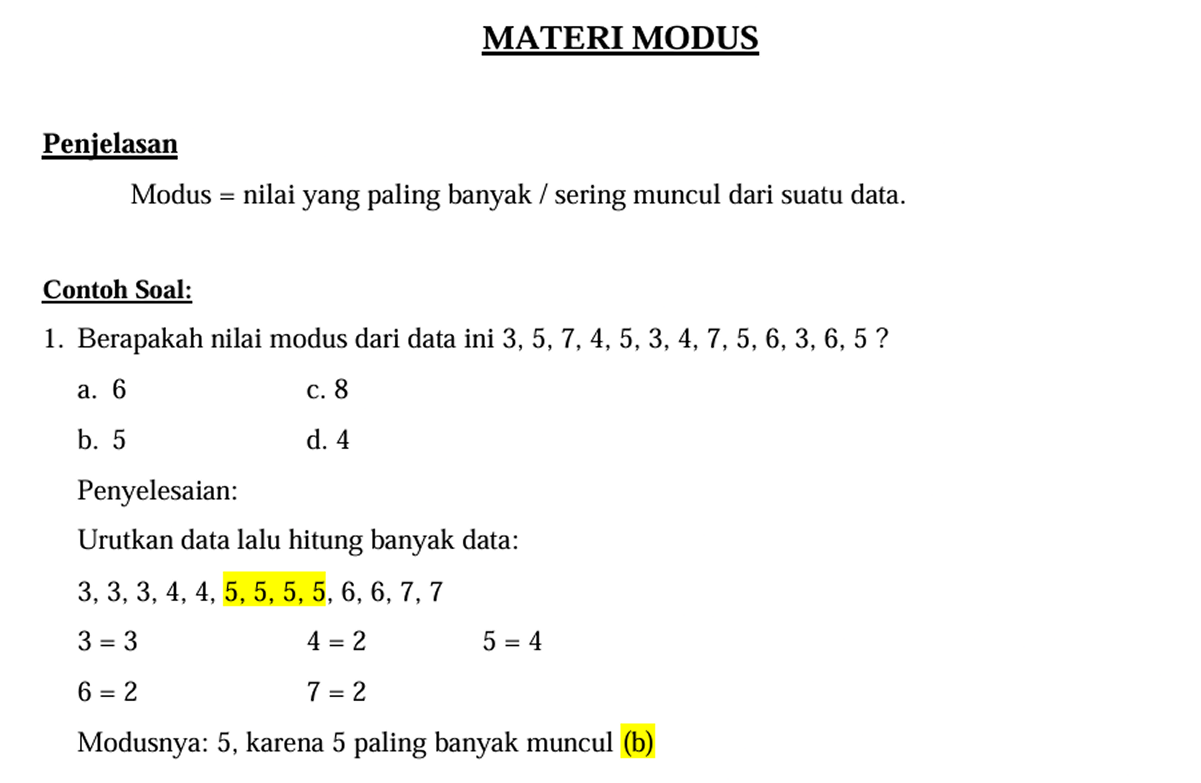 MATERI MODUS
Penjelasan
Modus = nilai yang paling banyak / sering muncul dari suatu data.
Contoh Soal:
1. Berapakah nilai modus dari data ini 3, 5, 7, 4, 5, 3, 4, 7, 5, 6, 3, 6, 5 ?
a. 6 c. 8
b. 5 d. 4
Penyelesaian:
Urutkan data lalu hitung banyak data:
3, 3, 3, 4, 4, 5, 5, 5, 5, 6, 6, 7, 7
3 = 3 4 = 2 5 = 4
6 = 2 7 = 2
Modusnya: 5, karena 5 paling banyak muncul (b)